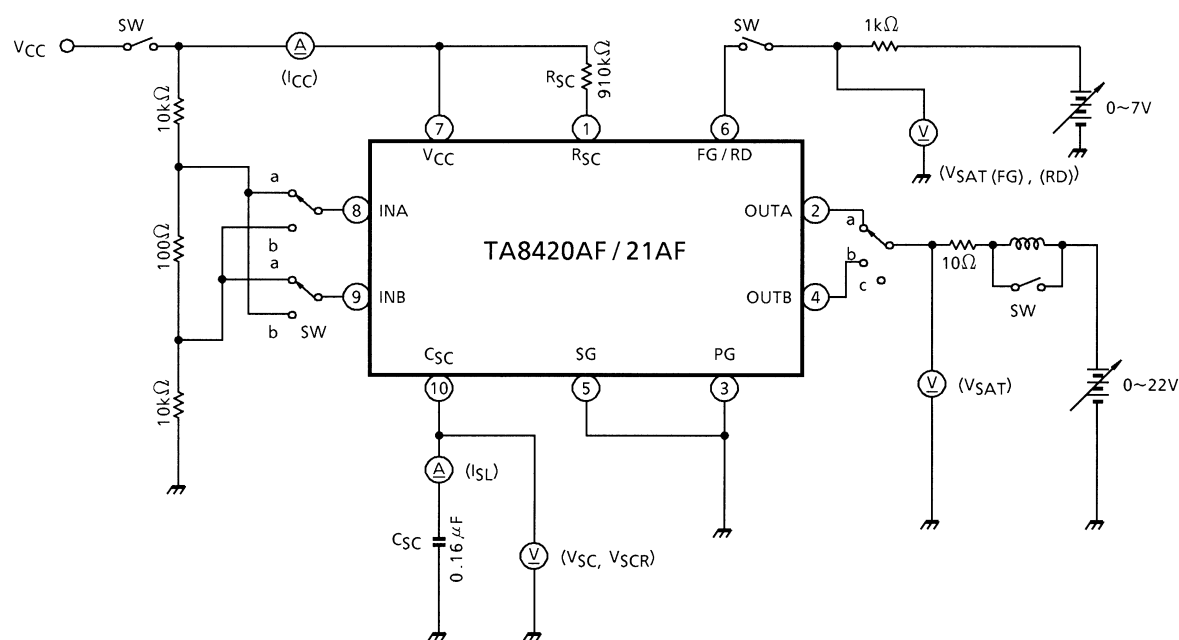 SW
SW
1kΩ
VCC
A
(ICC)
RSC
910kΩ
10kΩ
0~7V
7
1
6
V
VCC
RSC
FG / RD
(VSAT (FG) , (RD))
a
8
INA
OUTA
2
a
100Ω
b
TA8420AF / 21AF
a
b
10Ω
9
INB
OUTB
4
c
SW
b
SW
CSC
SG
PG
10kΩ
10
5
3
V
(VSAT)
0~22V
A
(ISL)
CSC
0.16 μF
V
(VSC, VSCR)